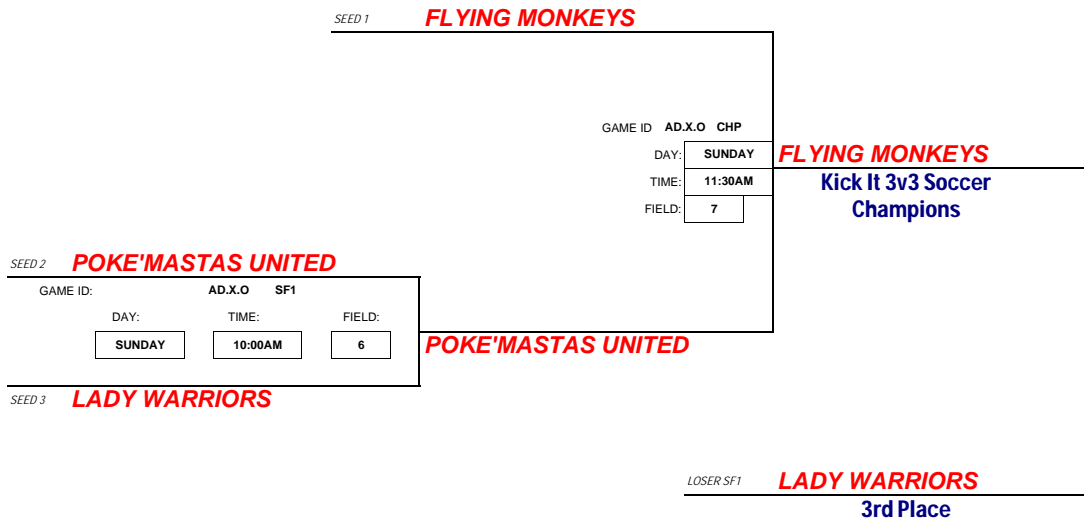 SEED 1 FLYING MONKEYS
GAME ID AD.X.O CHP
DAY: SUNDAY
FLYING MONKEYS
TIME: 11:30AM
Kick It 3v3 Soccer
Champions
FIELD: 7
SEED 2 POKE'MASTAS UNITED
GAME ID: AD.X.O SF1
DAY: TIME: FIELD:
SUNDAY 10:00AM 6
POKE'MASTAS UNITED
SEED 3 LADY WARRIORS
LOSER SF1 LADY WARRIORS
3rd Place